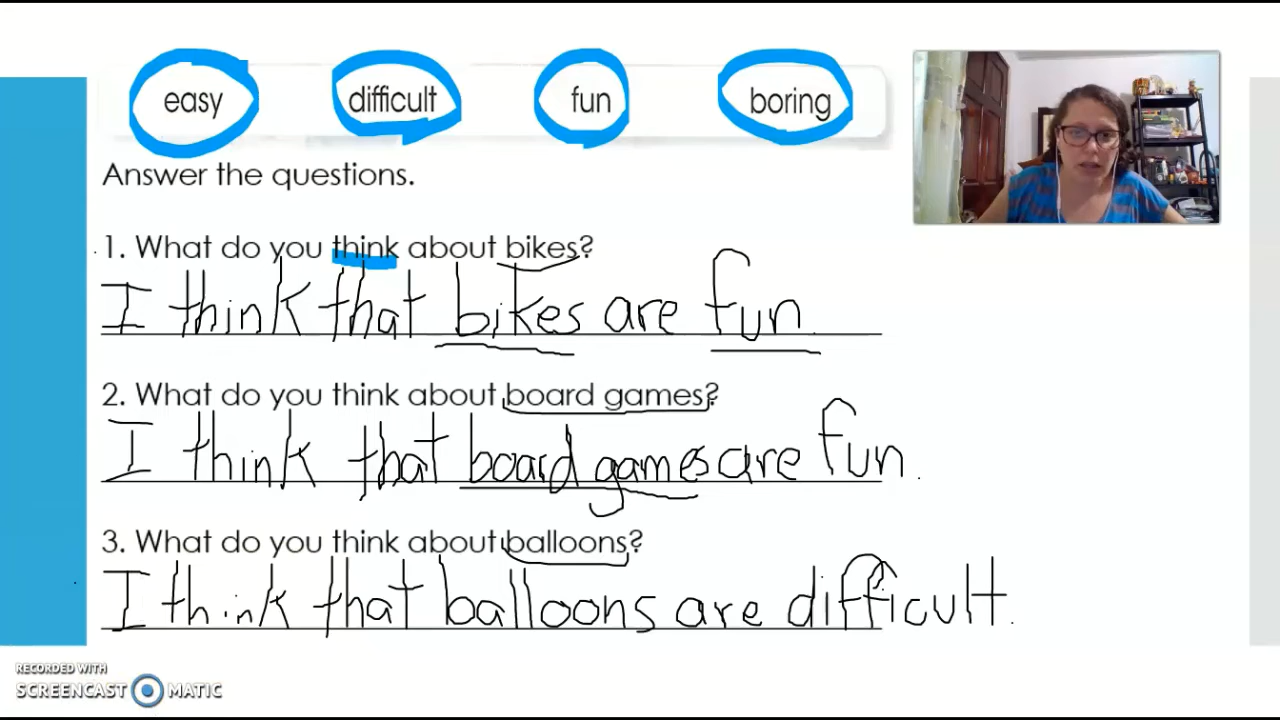 easy difficult fun boring
Answer the questions.
1. What do you think about bikes?
I think that bikes are fun.
2. What do you think about board games?
I think that board games are fun.
3. What do you think about balloons?
I think that balloons are difficult.
RECORDED WITH
SCREENCAST MATIC